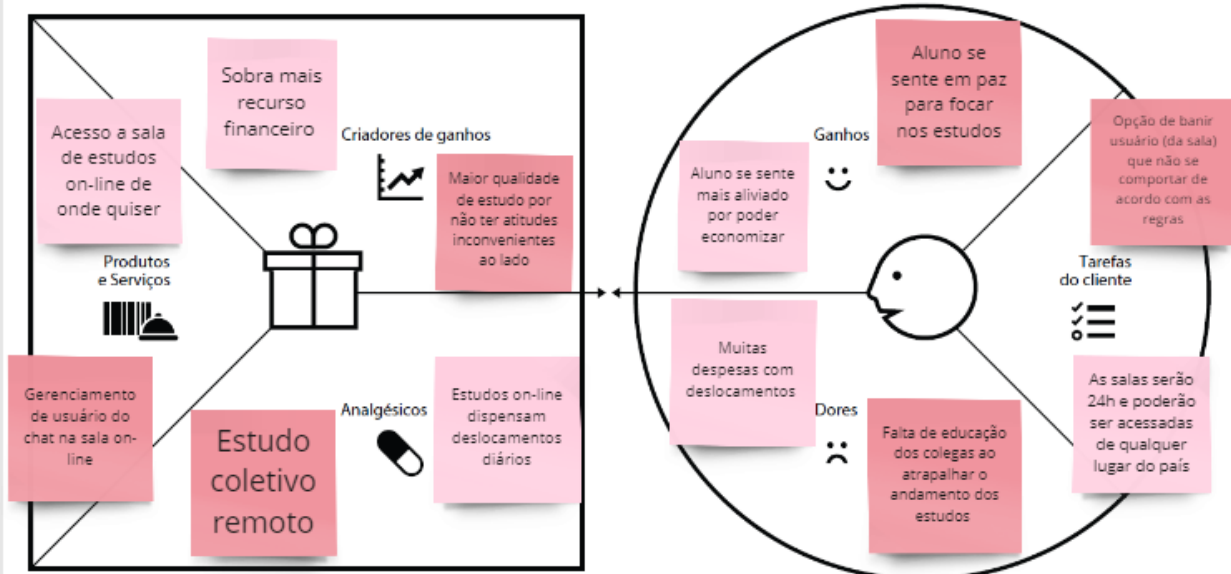 Sobra mais
recurso
financeiro
Acesso a sala
de estudos
on-line de
onde quiser
Criadores de ganhos
Maior qualidade
de estudo por
não ter atitudes
inconvenientes
ao lado
Produtos
e Serviços
Gerenciamento
de usuário do
chat na sala on-
line
Estudo
coletivo
remoto
Analgésicos
Estudos on-line
dispensam
deslocamentos
diários
Aluno se
sente em paz
para focar
nos estudos
Ganhos
Aluno se sente
mais aliviado
por poder
economizar
Opção de banir
usuário (da sala)
que não se
comportar de
acordo com as
regras
Tarefas
do cliente
Muitas
despesas com
deslocamentos
Dores
Falta de educação
dos colegas ao
atrapalhar o
andamento dos
estudos
As salas serão
24h e poderão
ser acessadas
de qualquer
lugar do país